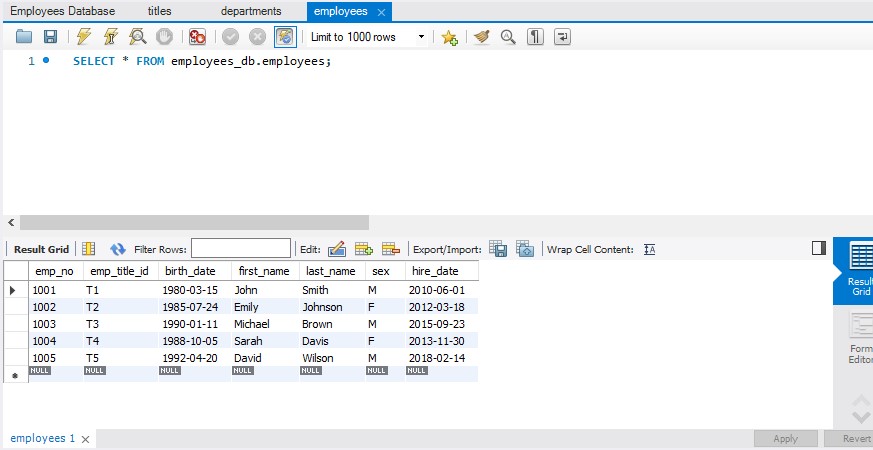 Employees Database titles departments employees ×
Limit to 1000 rows
1 SELECT * FROM employees_db.employees;
Result Grid Filter Rows: Edit: Export/Import: Wrap Cell Content: IA
emp_no emp_title_id birth_date first_name last_name sex hire_date
1001 T1 1980-03-15 John Smith M 2010-06-01
1002 T2 1985-07-24 Emily Johnson F 2012-03-18
1003 T3 1990-01-11 Michael Brown M 2015-09-23
1004 T4 1988-10-05 Sarah Davis F 2013-11-30
1005 T5 1992-04-20 David Wilson M 2018-02-14
NULL NULL NULL NULL NULL NULL NULL
Result
Grid
Form
Editor
employees 1 × Apply Revert